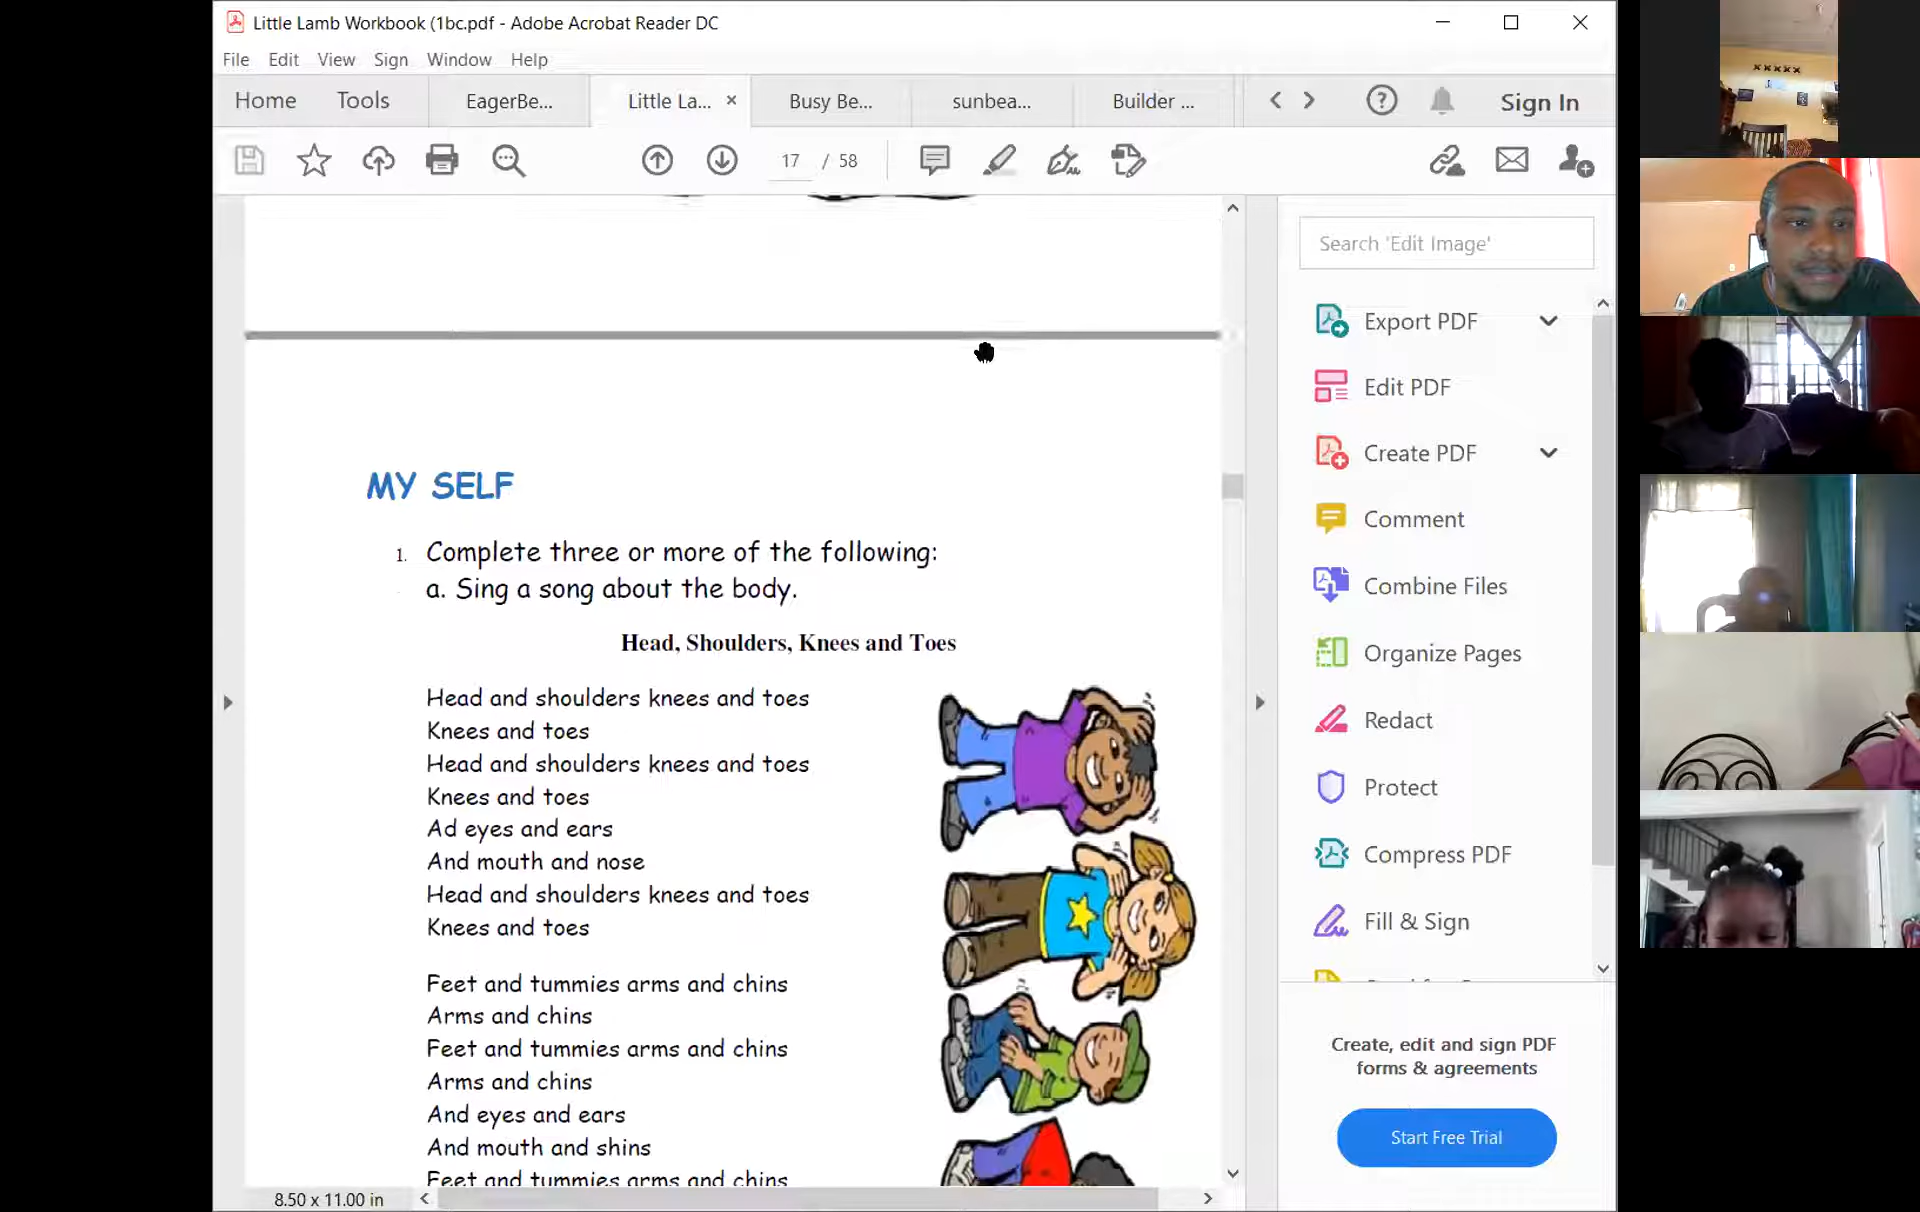 Little Lamb Workbook (1bc.pdf - Adobe Acrobat Reader DC
File Edit View Sign Window Help
Home Tools EagerBe... Little La... × Busy Be... sunbea... Builder ... Sign In
17 / 58
Search 'Edit Image'
Export PDF
Edit PDF
Create PDF
Comment
Combine Files
Organize Pages
Redact
Protect
Compress PDF
Fill & Sign
Create, edit and sign PDF
forms & agreements
Start Free Trial
MY SELF
1. Complete three or more of the following:
a. Sing a song about the body.
Head, Shoulders, Knees and Toes
Head and shoulders knees and toes
Knees and toes
Head and shoulders knees and toes
Knees and toes
Ad eyes and ears
And mouth and nose
Head and shoulders knees and toes
Knees and toes
Feet and tummies arms and chins
Arms and chins
Feet and tummies arms and chins
Arms and chins
And eyes and ears
And mouth and shins
Feet and tummies arms and chins
8.50 x 11.00 in